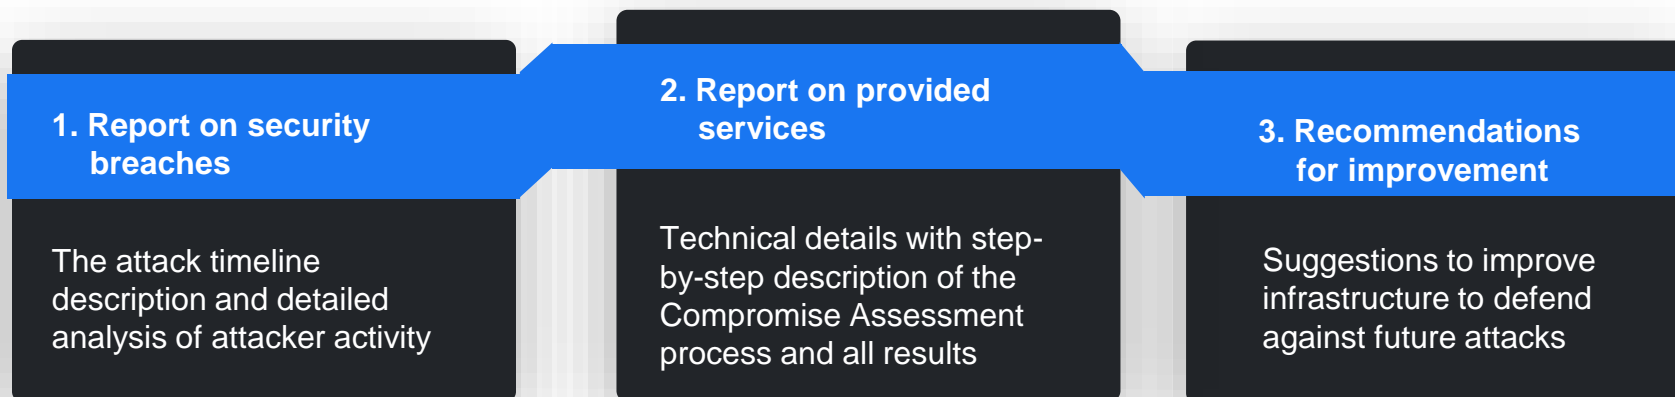 1. Report on security
breaches
The attack timeline
description and detailed
analysis of attacker activity
2. Report on provided
services
Technical details with step-
by-step description of the
Compromise Assessment
process and all results
3. Recommendations
for improvement
Suggestions to improve
infrastructure to defend
against future attacks